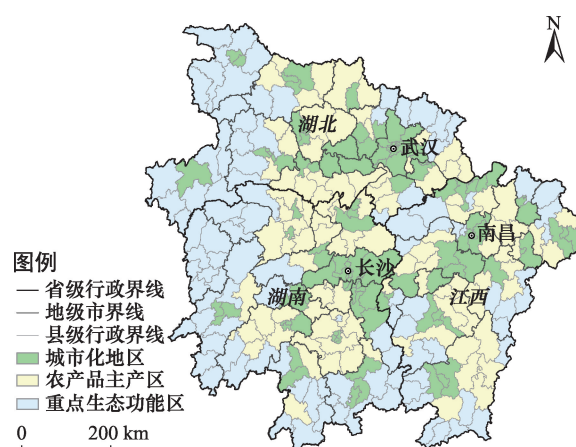 N
湖北
武汉
南昌
长沙
湖南
江西
图例
省级行政界线
地级市界线
县级行政界线
城市化地区
农产品主产区
重点生态功能区
0 200 km